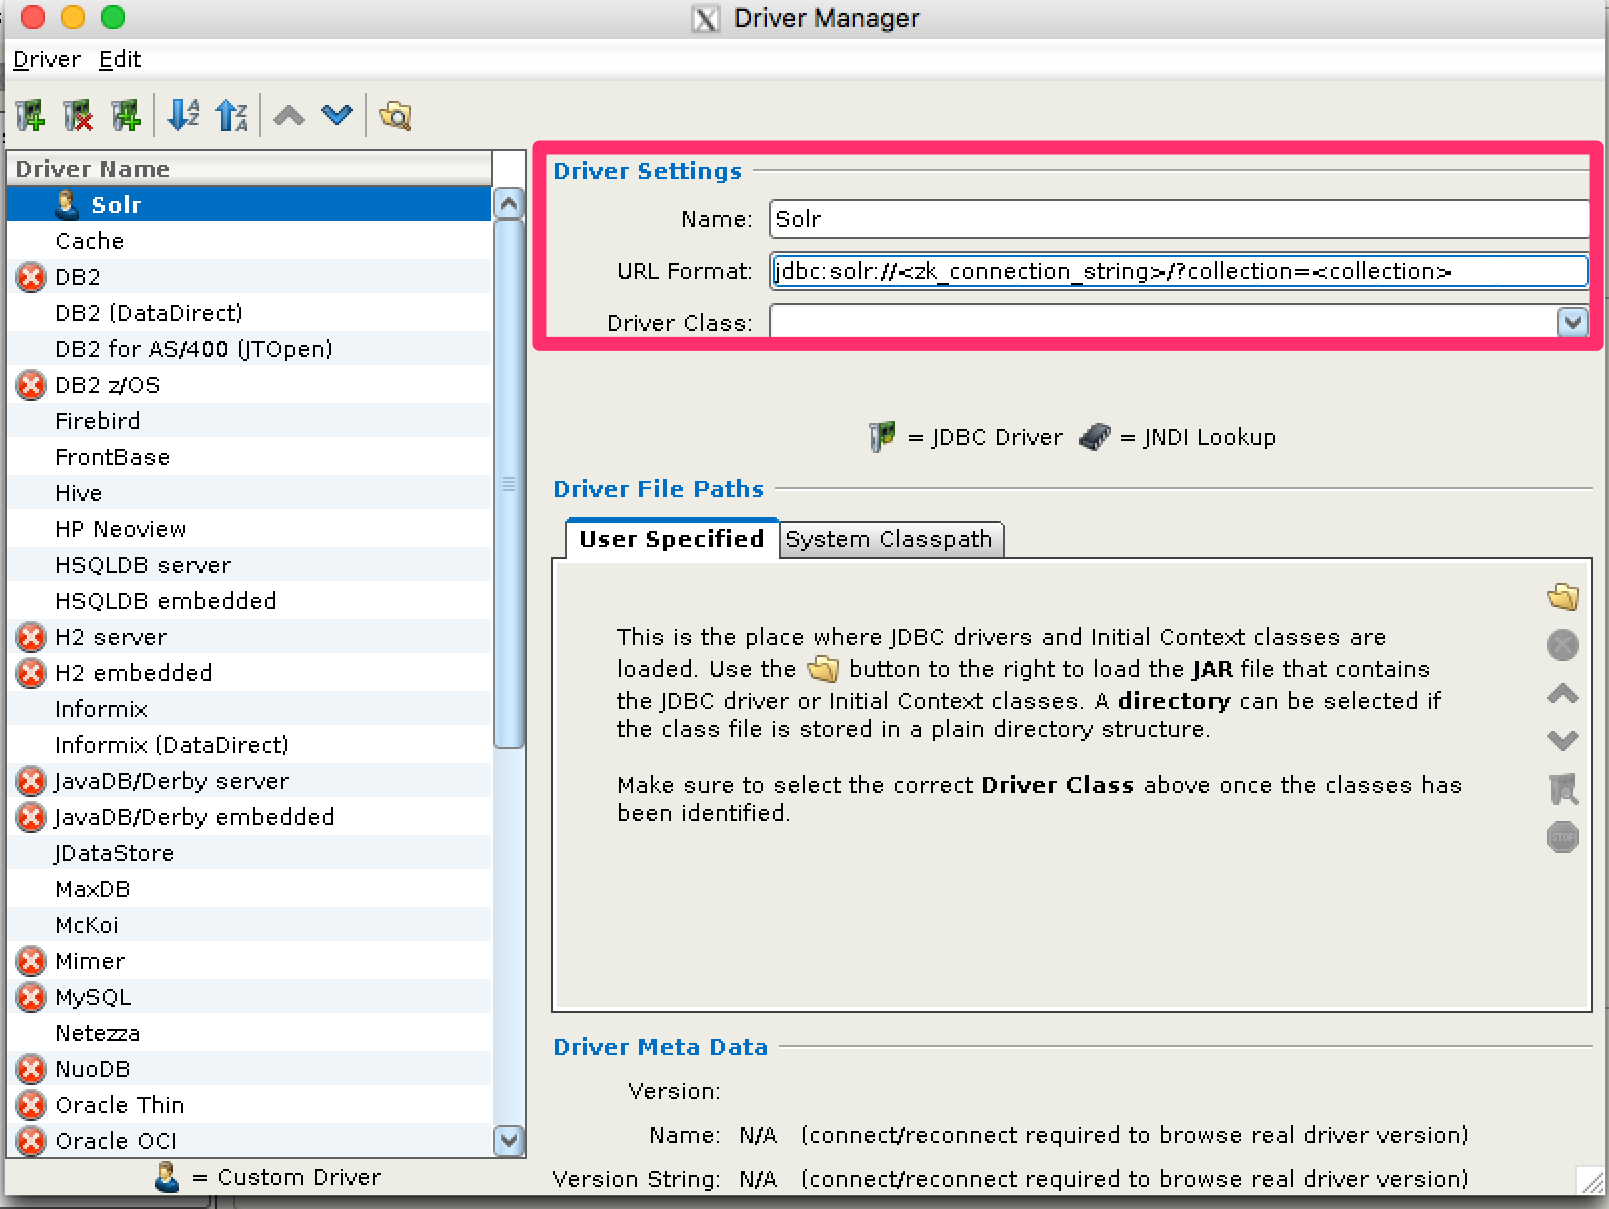 Driver Manager
Driver Edit
Driver Name
Solr
Cache
DB2
DB2 (DataDirect)
DB2 for AS/400 (JTOpen)
DB2 z/OS
Firebird
FrontBase
Hive
HP Neoview
HSQLDB server
HSQLDB embedded
H2 server
H2 embedded
Informix
Informix (DataDirect)
JavaDB/Derby server
JavaDB/Derby embedded
JDataStore
MaxDB
McKoi
Mimer
MySQL
Netezza
NuoDB
Oracle Thin
Oracle OCI
= Custom Driver
Driver Settings
Name: Solr
URL Format: jdbc:solr://<zk_connection_string>/?collection=<collection>
Driver Class:
= JDBC Driver = JNDI Lookup
Driver File Paths
User Specified System Classpath
This is the place where JDBC drivers and Initial Context classes are
loaded. Use the button to the right to load the JAR file that contains
the JDBC driver or Initial Context classes. A directory can be selected if
the class file is stored in a plain directory structure.
Make sure to select the correct Driver Class above once the classes has
been identified.
STOP
Driver Meta Data
Version:
Name: N/A (connect/reconnect required to browse real driver version)
Version String: N/A (connect/reconnect required to browse real driver version)